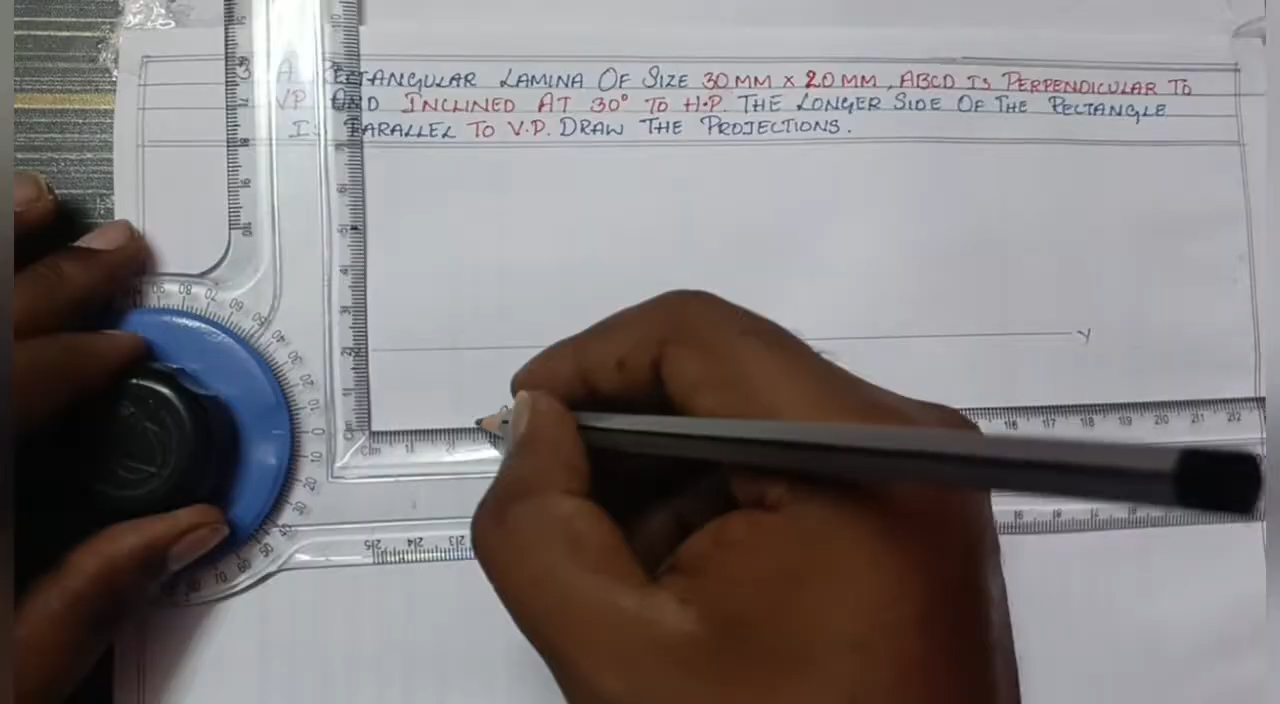 A RECTANGULAR LAMINA OF SIZE 30 MM X 20 MM, ABCD IS PERPENDICULAR TO
VP AND INCLINED AT 30° TO H.P. THE LONGER SIDE OF THE RECTANGLE
IS PARALLEL TO V.P. DRAW THE PROJECTIONS.
Y